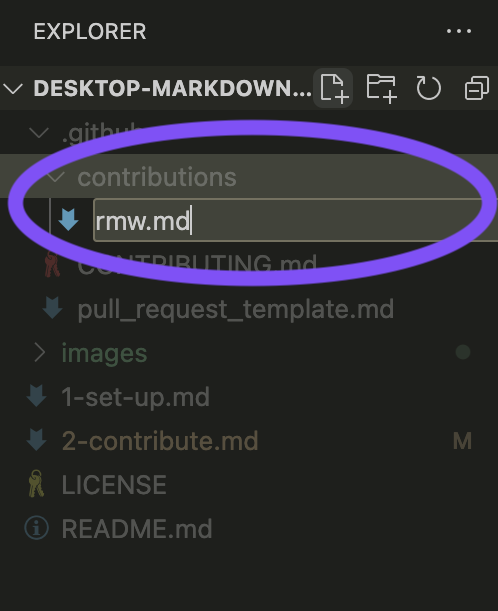 EXPLORER
DESKTOP-MARKDOWN...
.github
contributions
rmw.md
CONTRIBUTING.md
pull_request_template.md
images
1-set-up.md
2-contribute.md M
LICENSE
README.md